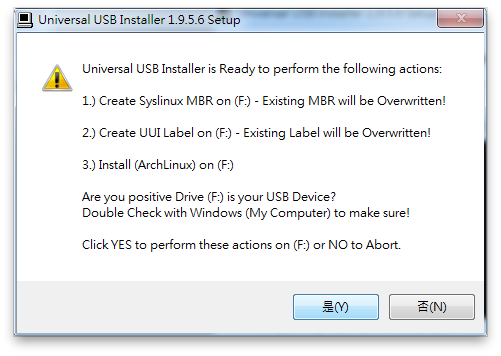 Universal USB Installer 1.9.5.6 Setup
Universal USB Installer is Ready to perform the following actions:
1.) Create Syslinux MBR on (F:) - Existing MBR will be Overwritten!
2.) Create UUI Label on (F:) - Existing Label will be Overwritten!
3.) Install (ArchLinux) on (F:)
Are you positive Drive (F:) is your USB Device?
Double Check with Windows (My Computer) to make sure!
Click YES to perform these actions on (F:) or NO to Abort.
是(Y)
否(N)